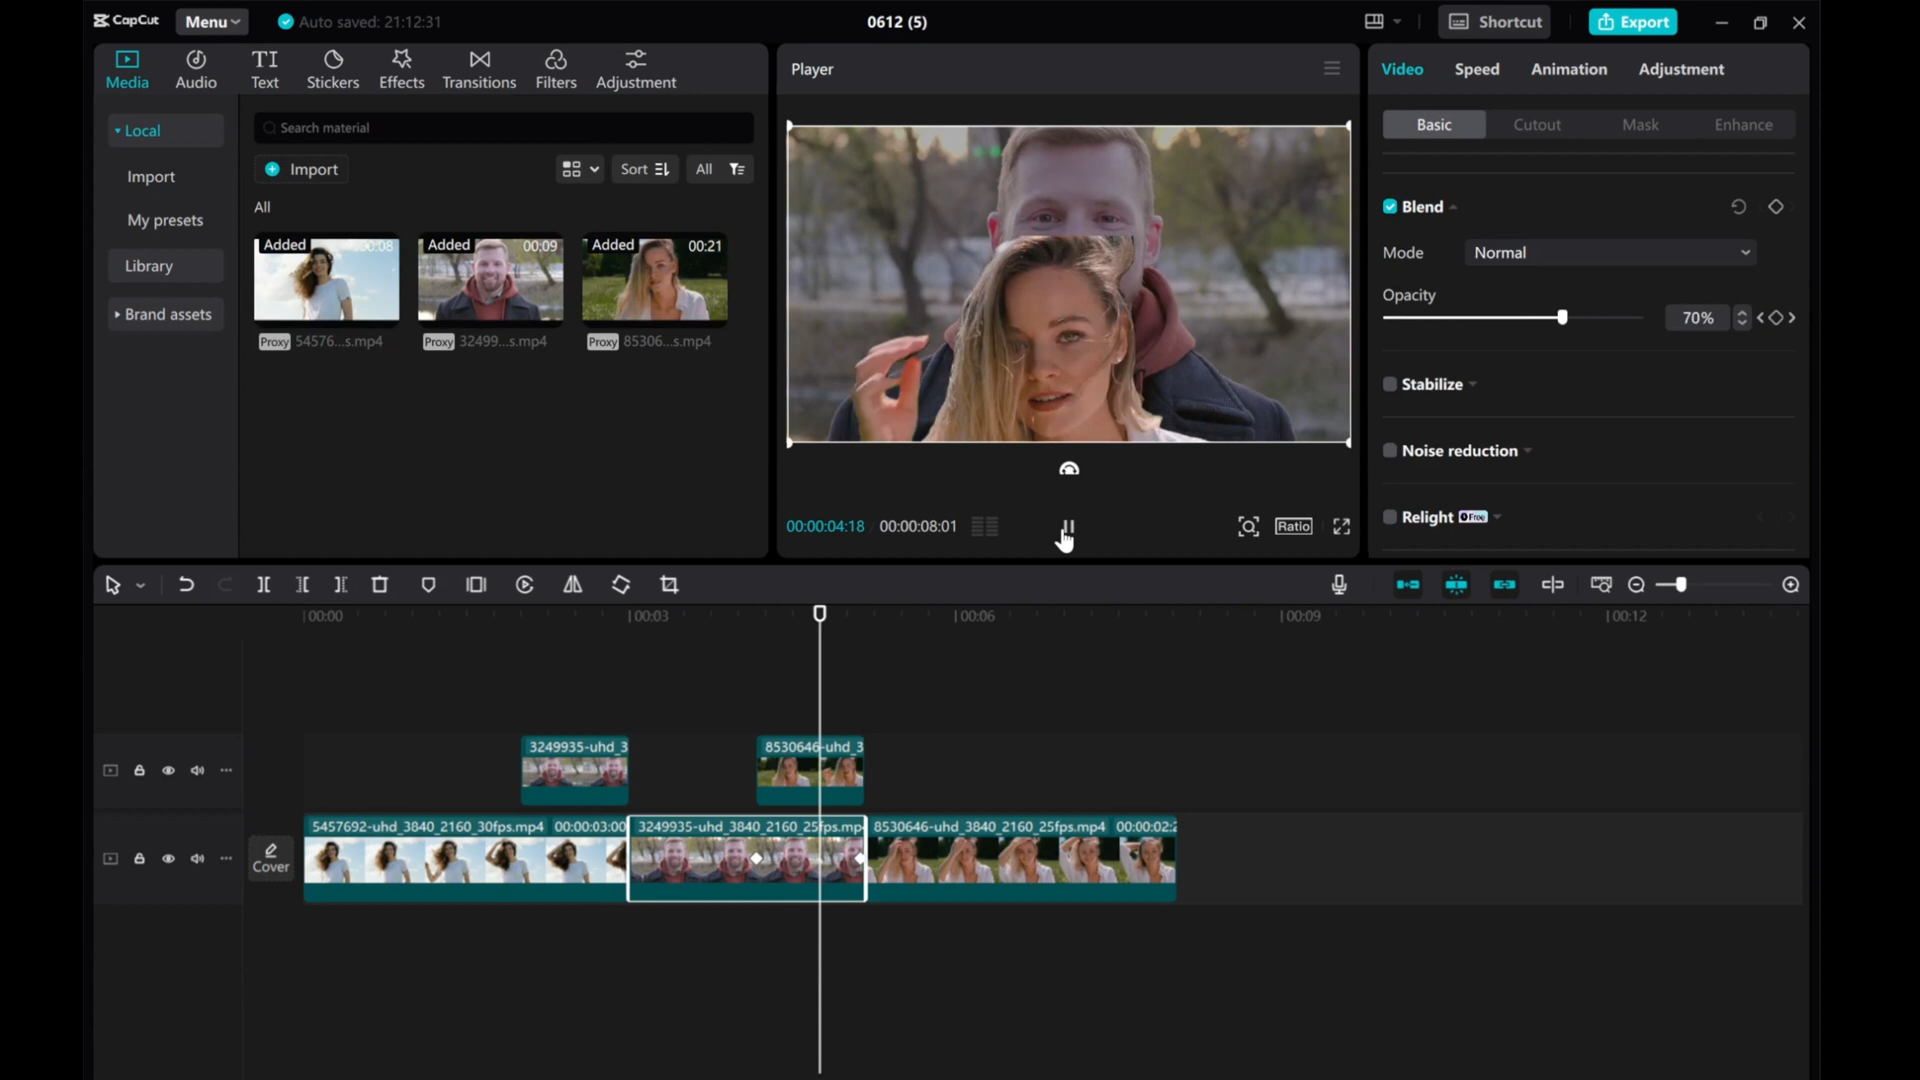 CapCut
Menu
Auto saved: 21:12:31
0612 (5)
Shortcut
Export
Media
Audio
Text
Stickers
Effects
Transitions
Filters
Adjustment
Player
Video
Speed
Animation
Adjustment
Local
Import
My presets
Library
Brand assets
Search material
Import
Sort
All
All
Added
Added 00:09
Added 00:21
Proxy 54576...s.mp4
Proxy 32499...s.mp4
Proxy 85306...s.mp4
00:00:04:18 00:00:08:01
Ratio
Basic
Cutout
Mask
Enhance
Blend
Mode
Normal
Opacity
70%
Stabilize
Noise reduction
Relight Free
00:00
00:03
00:06
00:09
00:12
3249935-uhd_3
8530646-uhd_3
Cover
5457692-uhd_3840_2160_30fps.mp4 00:00:03:00
3249935-uhd_3840_2160_25fps.mp
8530646-uhd_3840_2160_25fps.mp4 00:00:02:2